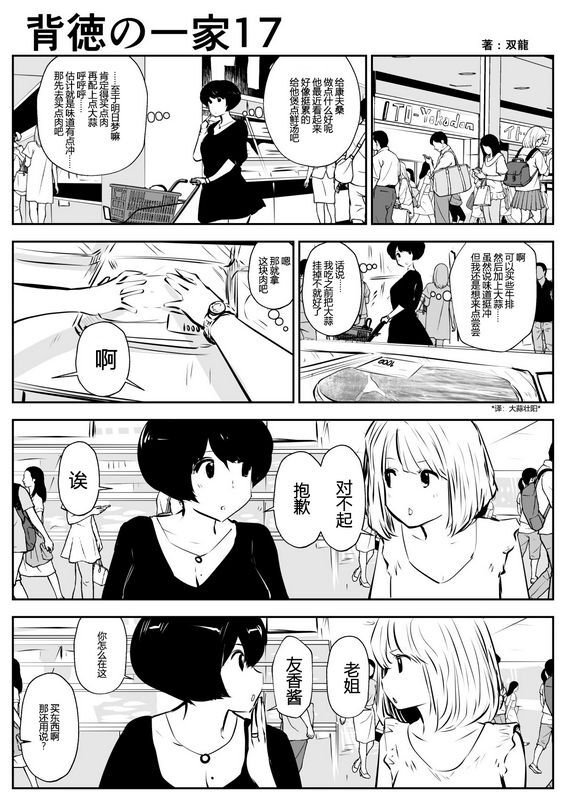 背徳の一家17
著：双龍
ITO-Yokadon
给康夫桑
做点什么好呢
他最近看起来
好像挺累的
给他煲点鲜汤吧
……至于明日梦嘛
肯定得买点肉
再配上点大蒜
呼呼呼……
估计就是味道有点冲
那先去买点肉吧
啊
可以买些牛排
然后加上大蒜
虽然说味道挺冲
但我还是想来点尝尝
话说……
我吃之前把大蒜
挂掉不就好了
1000
嗯
那就拿
这块肉吧
啊
*译：大蒜壮阳*
对不起
抱歉
诶
老姐
友香酱
你怎么在这
买东西啊
那还用说？